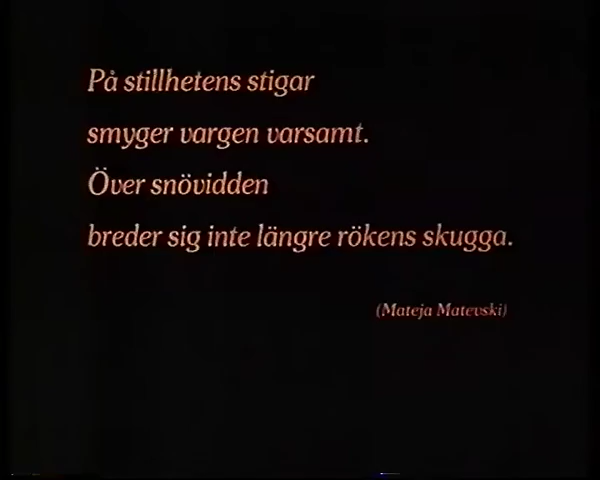 På stillhetens stigar
smyger vargen varsamt.
Över snövidden
breder sig inte längre rökens skugga.
(Mateja Matevski)